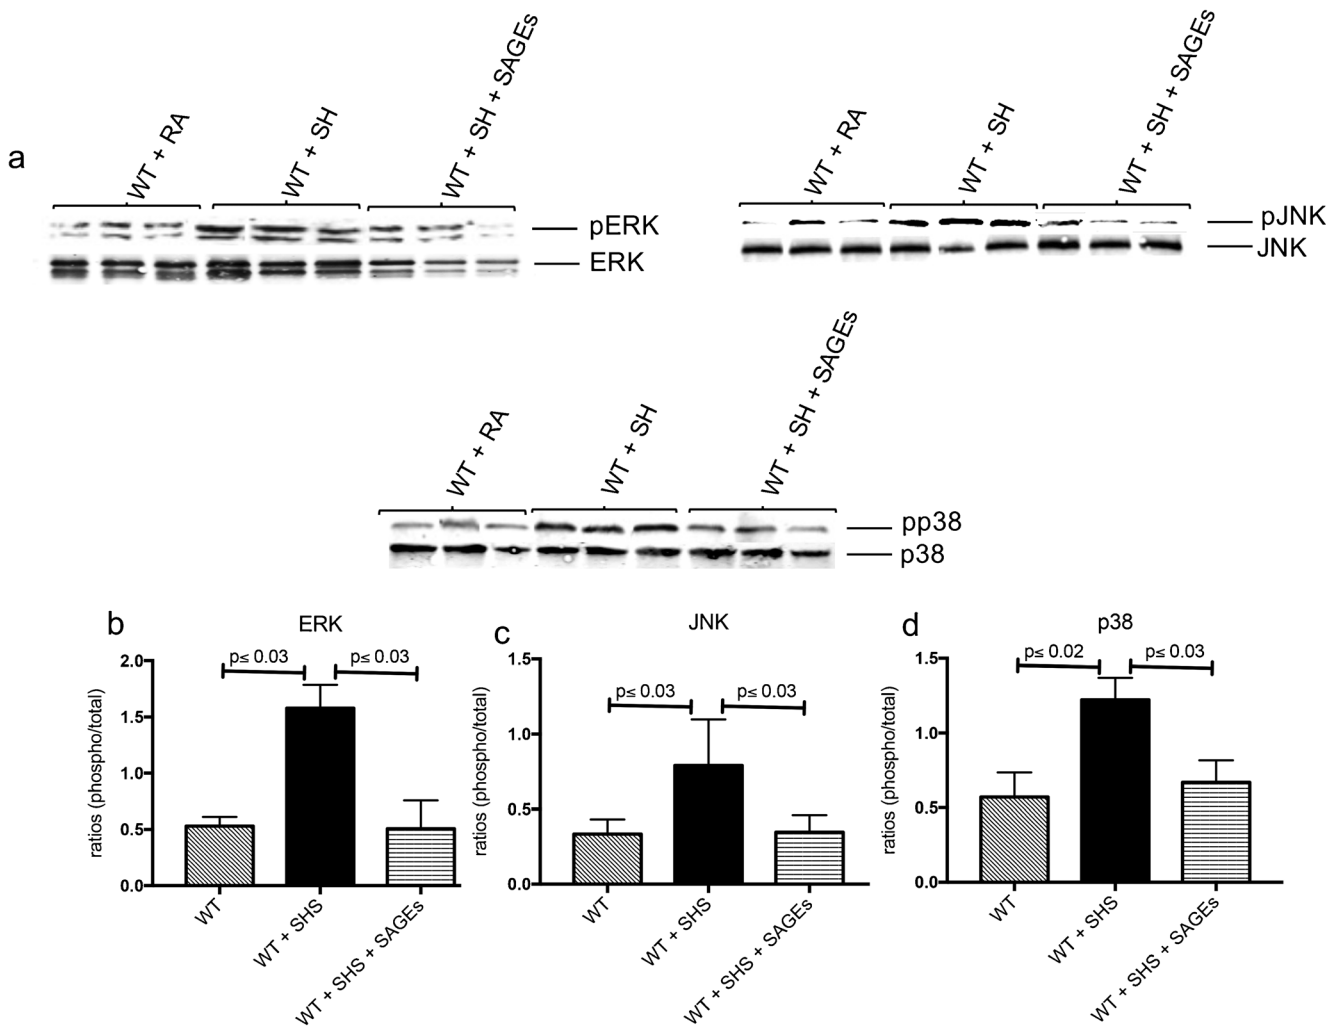 a
WT + RA
WT + SH
WT + SH + SAGEs
pERK
ERK
WT + RA
WT + SH
WT + SH + SAGEs
pJNK
JNK
WT + RA
WT + SH
WT + SH + SAGEs
pp38
p38
b
ERK
p≤ 0.03
p≤ 0.03
ratios (phospho/total)
2.0
1.5
1.0
0.5
0.0
WT
WT + SHS
WT + SHS + SAGEs
c
JNK
p≤ 0.03
p≤ 0.03
ratios (phospho/total)
1.5
1.0
0.5
0.0
WT
WT + SHS
WT + SHS + SAGEs
d
p38
p≤ 0.02
p≤ 0.03
ratios (phospho/total)
1.5
1.0
0.5
0.0
WT
WT + SHS
WT + SHS + SAGEs